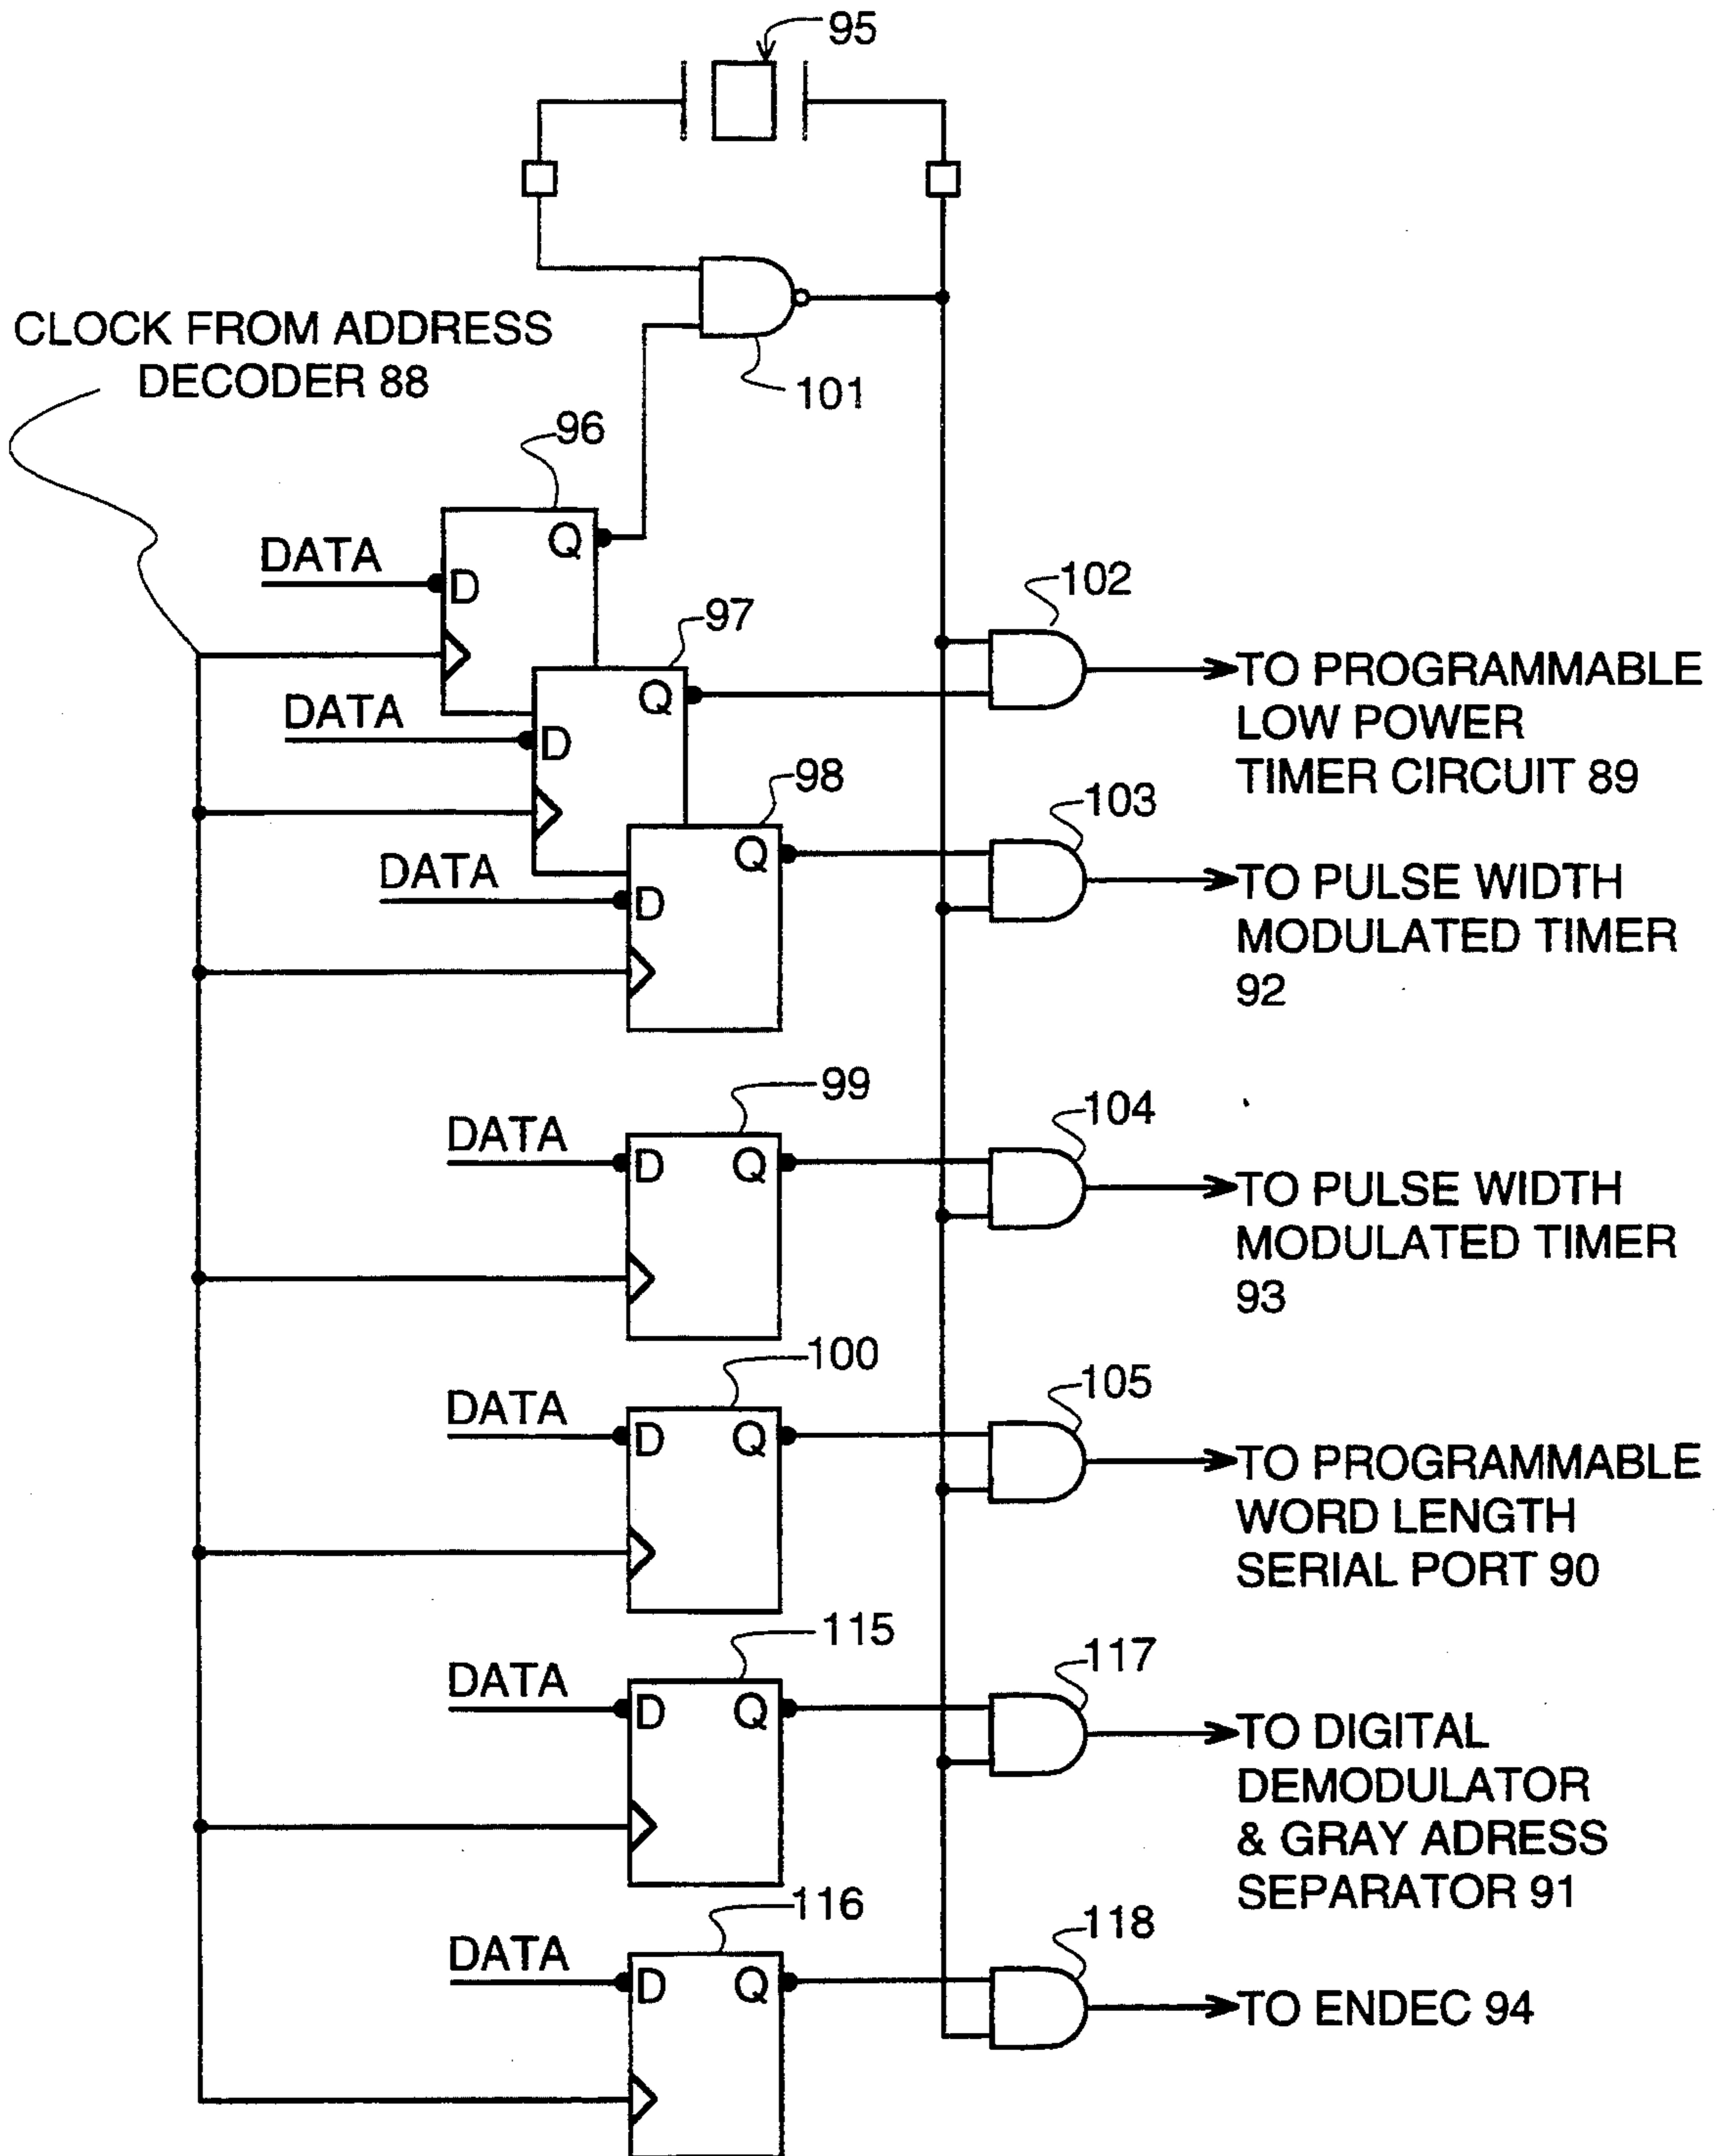 95
CLOCK FROM ADDRESS
DECODER 88
101
96
Q
DATA
D
102
97
TO PROGRAMMABLE
LOW POWER
TIMER CIRCUIT 89
Q
DATA
D
98
103
Q
DATA
D
TO PULSE WIDTH
MODULATED TIMER
92
99
104
DATA
D Q
TO PULSE WIDTH
MODULATED TIMER
93
100
105
DATA
D Q
TO PROGRAMMABLE
WORD LENGTH
SERIAL PORT 90
115
117
DATA
D Q
TO DIGITAL
DEMODULATOR
& GRAY ADRESS
SEPARATOR 91
116
118
DATA
D Q
TO ENDEC 94